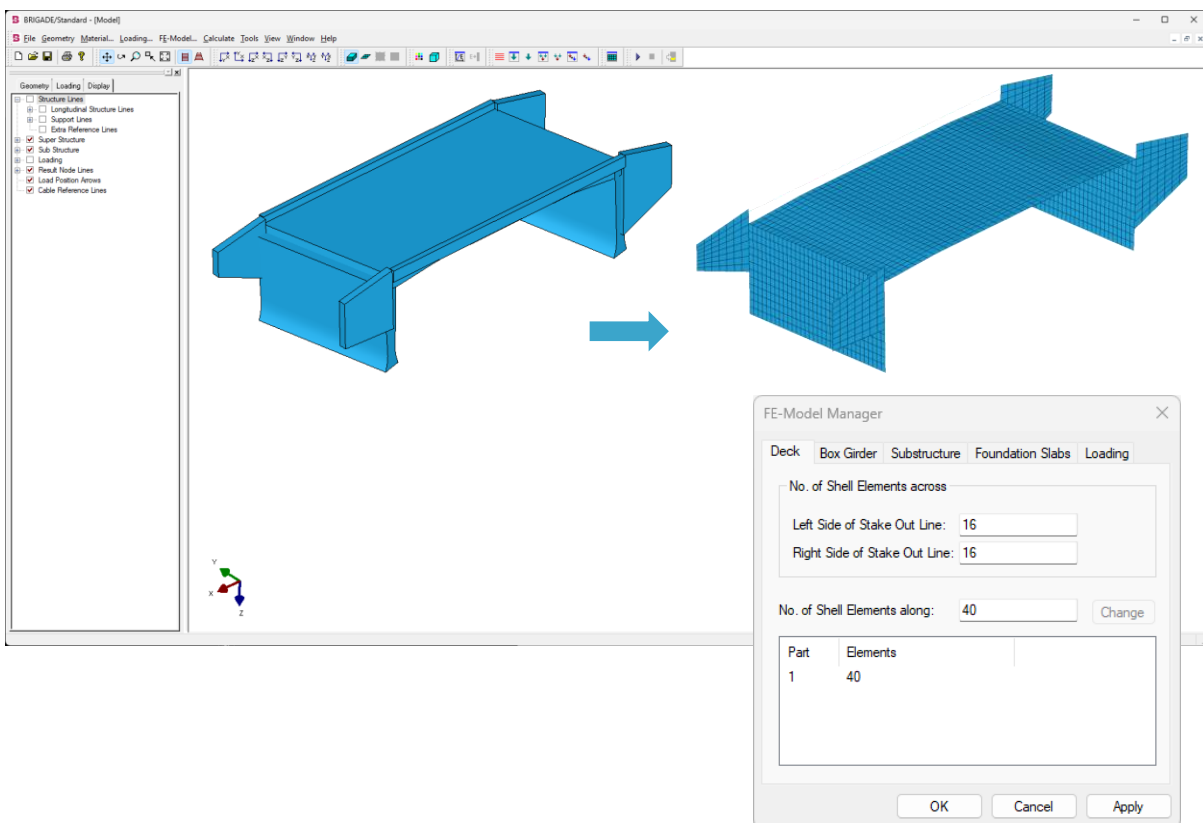 BRIGADE/Standard - [Model]
File Geometry Material... Loading... FE-Model... Calculate Tools View Window Help
Geometry Loading Display
Structure Lines
Longitudinal Structure Lines
Support Lines
Extra Reference Lines
Super Structure
Sub Structure
Loading
Result Node Lines
Load Position Arrows
Cable Reference Lines
Y
X
Z
FE-Model Manager
Deck Box Girder Substructure Foundation Slabs Loading
No. of Shell Elements across
Left Side of Stake Out Line: 16
Right Side of Stake Out Line: 16
No. of Shell Elements along: 40 Change
Part Elements
1 40
OK Cancel Apply